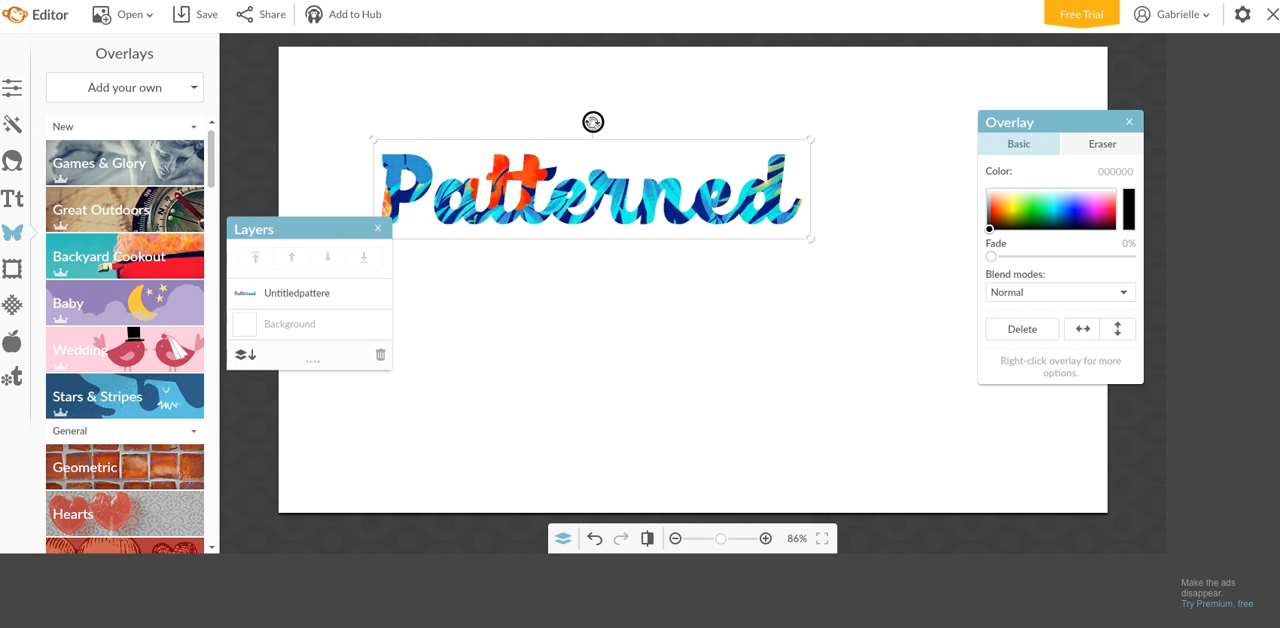 Editor
Open
Save
Share
Add to Hub
Free Trial
Gabrielle
Overlays
Add your own
New
Games & Glory
Great Outdoors
Backyard Cookout
Baby
Wedding
Stars & Stripes
General
Geometric
Hearts
Tt
t
Patterned
Layers
Patterned
Untitledpattere
Background
Overlay
Basic
Eraser
Color:
000000
Fade
0%
Blend modes:
Normal
Delete
Right-click overlay for more
options.
86%
Make the ads
disappear.
Try Premium, free